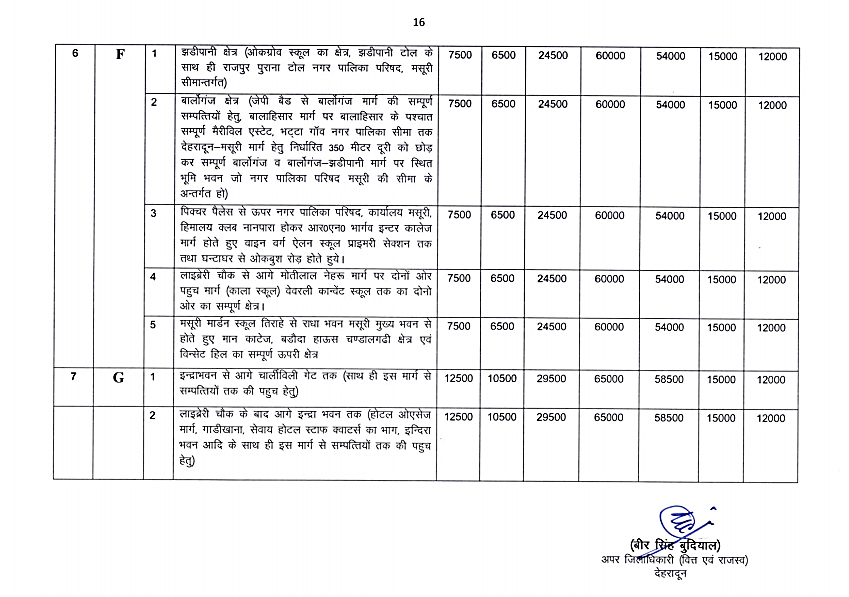 16
6 F 1 झडीपानी क्षेत्र (ओकग्रोव स्कूल का क्षेत्र, झडीपानी टोल के 7500 6500 24500 60000 54000 15000 12000
साथ ही राजपुर पुराना टोल नगर पालिका परिषद, मसूरी
सीमान्तर्गत)
2 बार्लोगंज क्षेत्र (जेपी बैड से बार्लोगंज मार्ग की सम्पूर्ण 7500 6500 24500 60000 54000 15000 12000
सम्पत्तियों हेतु, बालाहिसार मार्ग पर बालाहिसार के पश्चात
सम्पूर्ण मैरीविल एस्टेट, भट्टा गॉव नगर पालिका सीमा तक
देहरादून–मसूरी मार्ग हेतु निर्धारित 350 मीटर दूरी को छोड़
कर सम्पूर्ण बार्लोगंज व बार्लोगंज–झडीपानी मार्ग पर स्थित
भूमि भवन जो नगर पालिका परिषद मसूरी की सीमा के
अन्तर्गत हो)
3 पिक्चर पैलेस से ऊपर नगर पालिका परिषद, कार्यालय मसूरी, 7500 6500 24500 60000 54000 15000 12000
हिमालय क्लब नानपारा होकर आर0एन0 भार्गव इन्टर कालेज
मार्ग होते हुए वाइन वर्ग ऐलन स्कूल प्राइमरी सेक्शन तक
तथा घन्टाघर से ओकबुश रोड़ होते हुये।
4 लाइब्रेरी चौक से आगे मोतीलाल नेहरू मार्ग पर दोनों ओर 7500 6500 24500 60000 54000 15000 12000
पहुच मार्ग (काला स्कूल) वेवरली कान्वेंट स्कूल तक का दोनो
ओर का सम्पूर्ण क्षेत्र।
5 मसूरी मार्डन स्कूल तिराहे से राधा भवन मसूरी मुख्य भवन से 7500 6500 24500 60000 54000 15000 12000
होते हुए मान काटेज, बडौदा हाऊस चण्डालगढी क्षेत्र एवं
विन्सेट हिल का सम्पूर्ण ऊपरी क्षेत्र
7 G 1 इन्द्राभवन से आगे चार्लीविली गेट तक (साथ ही इस मार्ग से 12500 10500 29500 65000 58500 15000 12000
सम्पत्तियों तक की पहुच हेतु)
2 लाइब्रेरी चौक के बाद आगे इन्द्रा भवन तक (होटल ओएसेज 12500 10500 29500 65000 58500 15000 12000
मार्ग, गाडीखाना, सेवाय होटल स्टाफ क्वाटर्स का भाग, इन्दिरा
भवन आदि के साथ ही इस मार्ग से सम्पत्तियों तक की पहुच
हेतु)
(बीर सिंह बुदियाल)
अपर जिलाधिकारी (वित्त एवं राजस्व)
देहरादून